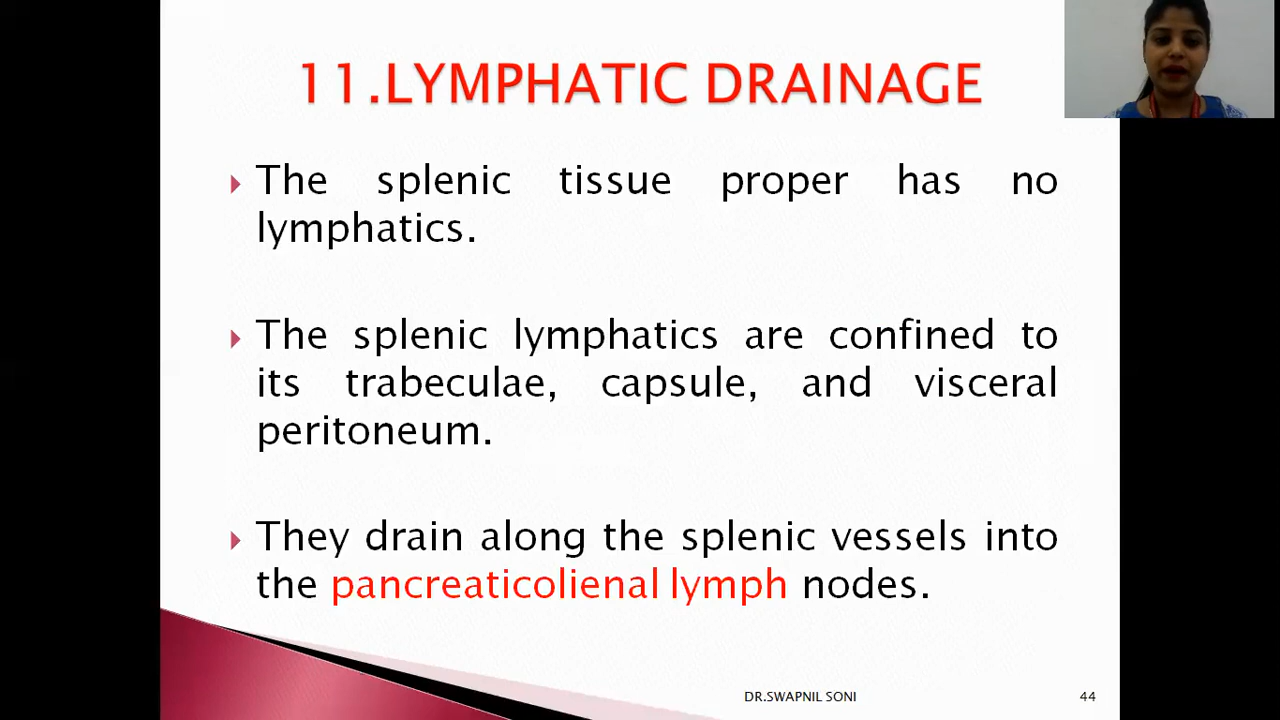 11.LYMPHATIC DRAINAGE
The splenic tissue proper has no
lymphatics.
The splenic lymphatics are confined to
its trabeculae, capsule, and visceral
peritoneum.
They drain along the splenic vessels into
the pancreaticolienal lymph nodes.
DR.SWAPNIL SONI
44